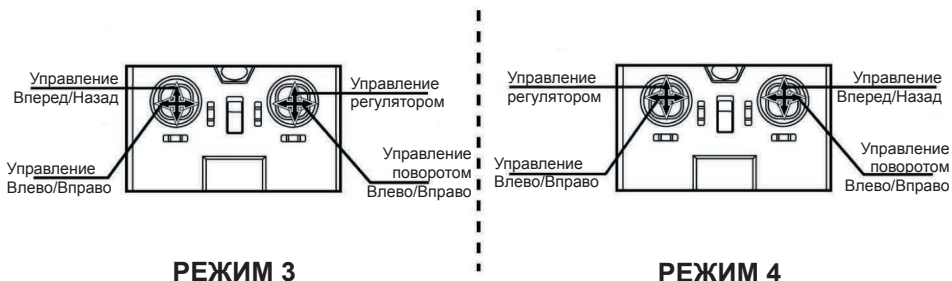 Управление
Вперед/Назад
Управление
регулятором
Управление
Влево/Вправо
Управление
поворотом
Влево/Вправо
РЕЖИМ 3
Управление
регулятором
Управление
Вперед/Назад
Управление
Влево/Вправо
Управление
поворотом
Влево/Вправо
РЕЖИМ 4